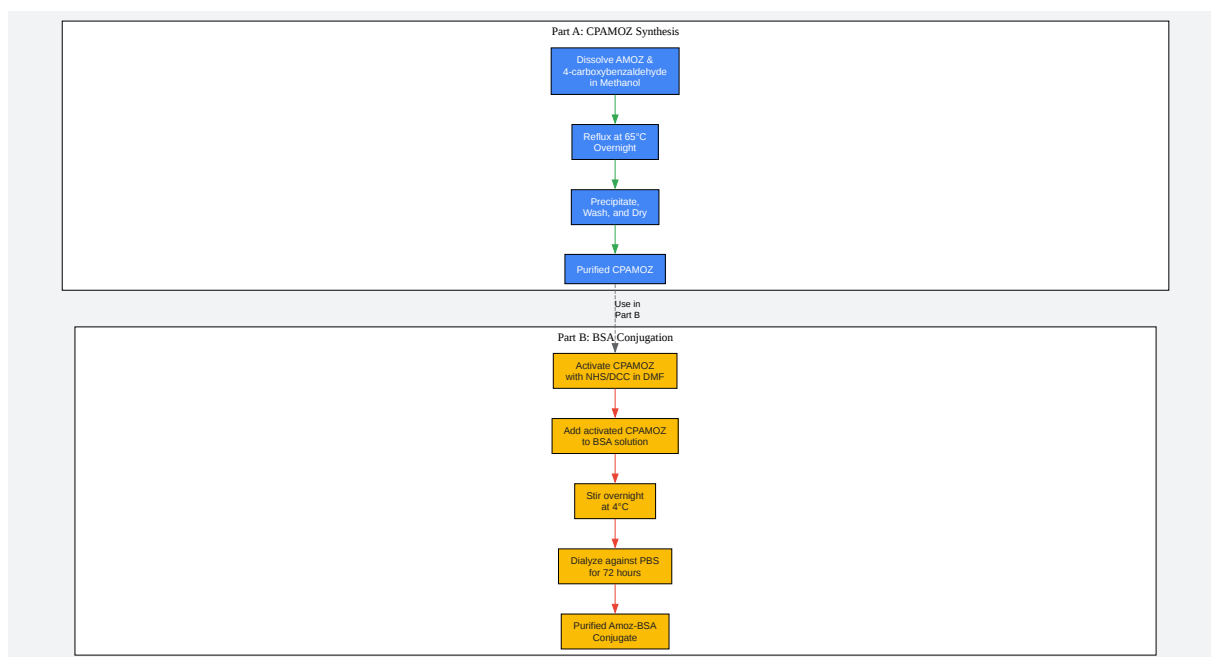 Part A: CPAMOZ Synthesis
Dissolve AMOZ &
4-carboxybenzaldehyde
in Methanol
Reflux at 65°C
Overnight
Precipitate,
Wash, and Dry
Purified CPAMOZ
Use in
Part B
Part B: BSA Conjugation
Activate CPAMOZ
with NHS/DCC in DMF
Add activated CPAMOZ
to BSA solution
Stir overnight
at 4°C
Dialyze against PBS
for 72 hours
Purified Amoz-BSA
Conjugate